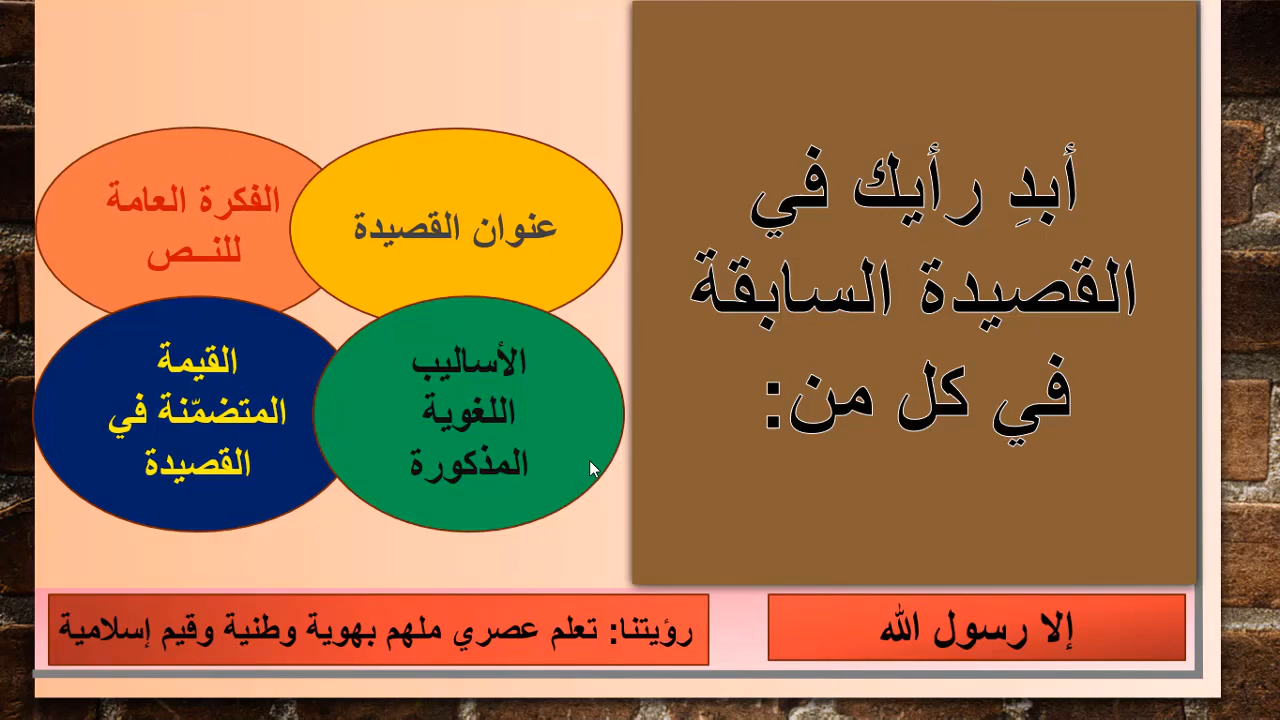 أبدِ رأيك في
القصيدة السابقة
في كل من:
عنوان القصيدة
الفكرة العامة
للنــص
الأساليب
اللغوية
المذكورة
القيمة
المتضمّنة في
القصيدة
إلا رسول الله
رؤيتنا: تعلم عصري ملهم بهوية وطنية وقيم إسلامية